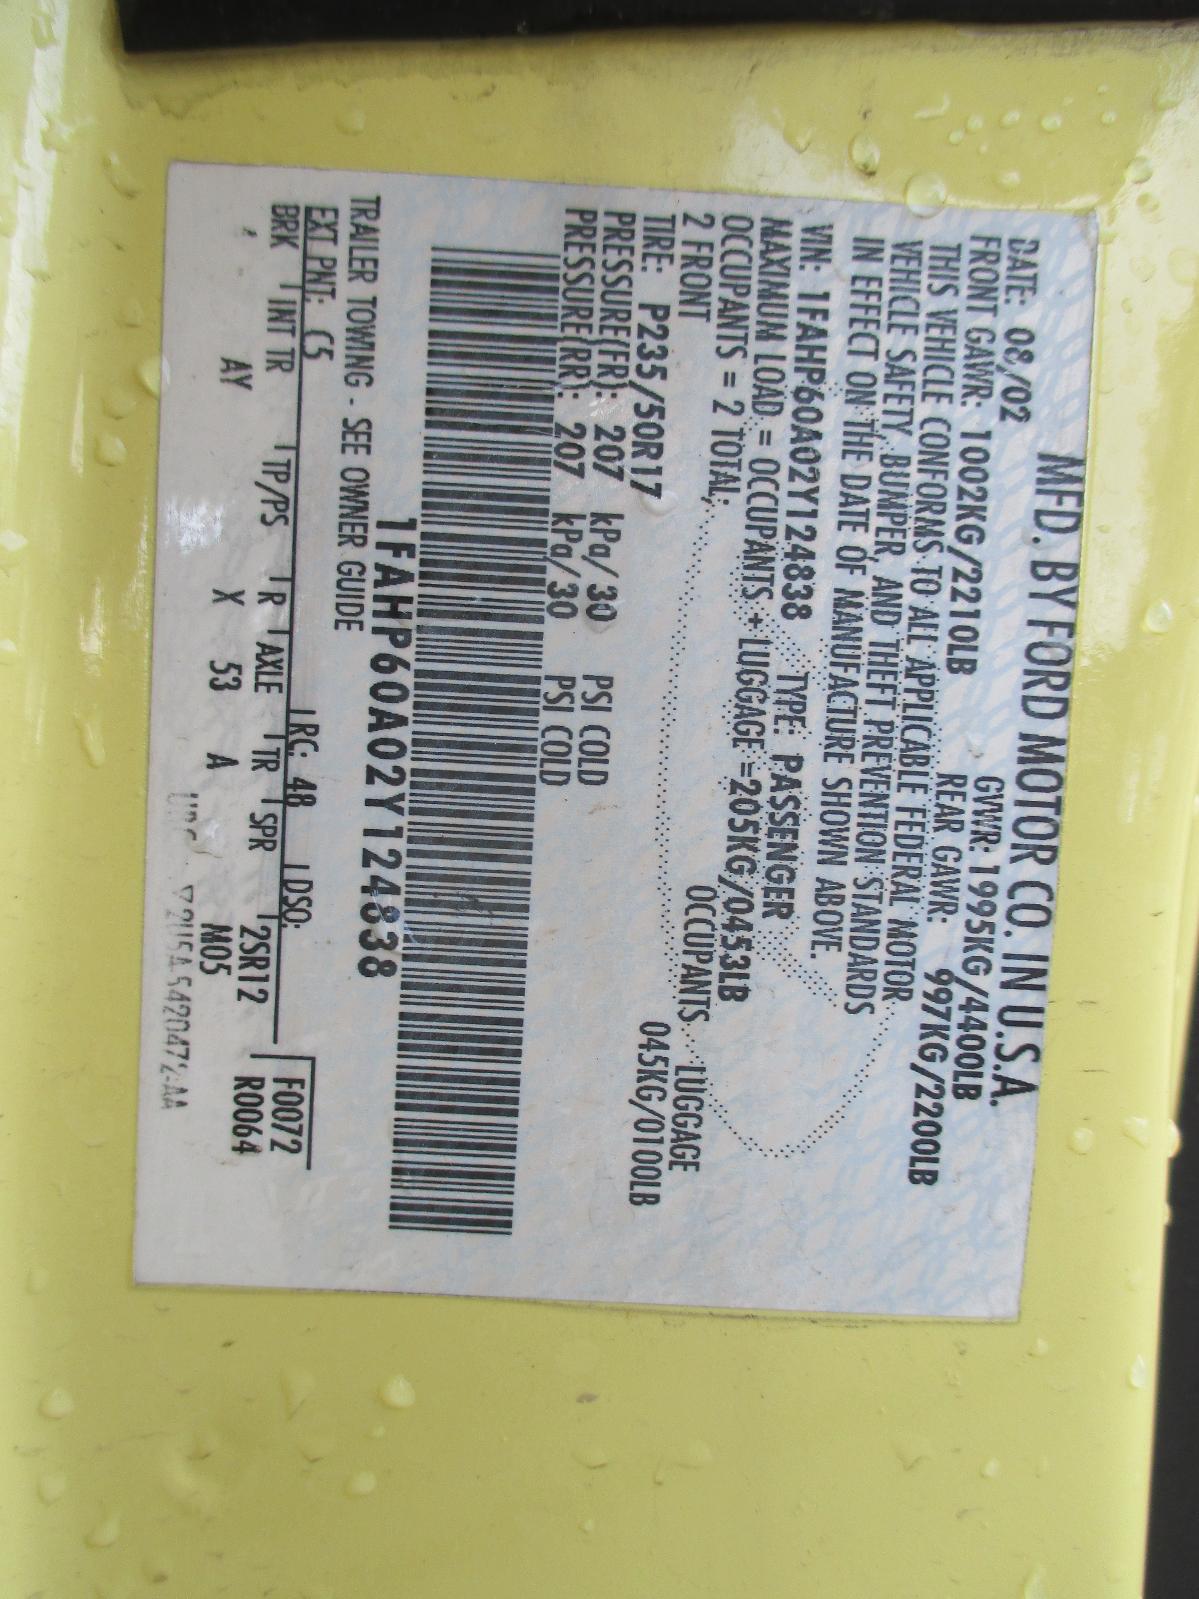 MFD. BY FORD MOTOR CO. IN U.S.A.
DATE: 08/02 GVWR: 1995KG/4400LB
FRONT GAWR: 1002KG/2210LB REAR GAWR: 997KG/2200LB
THIS VEHICLE CONFORMS TO ALL APPLICABLE FEDERAL MOTOR
VEHICLE SAFETY, BUMPER, AND THEFT PREVENTION STANDARDS
IN EFFECT ON THE DATE OF MANUFACTURE SHOWN ABOVE.
VIN: 1FAHP60A02Y124838 TYPE: PASSENGER
MAXIMUM LOAD = OCCUPANTS + LUGGAGE =205KG/0453LB
OCCUPANTS = 2 TOTAL; OCCUPANTS LUGGAGE
2 FRONT 045KG/0100LB
TIRE: P235/50R17
PRESSURE(FR): 207 kPa/30 PSI COLD
PRESSURE(RR): 207 kPa/30 PSI COLD
1FAHP60A02Y124838
TRAILER TOWING - SEE OWNER GUIDE
EXT PNT: C5 RC: 48 DSO: F0072
BRK INT TR TP/PS R AXLE TR SPR 2SR12 R0064
AY X 53 A M05